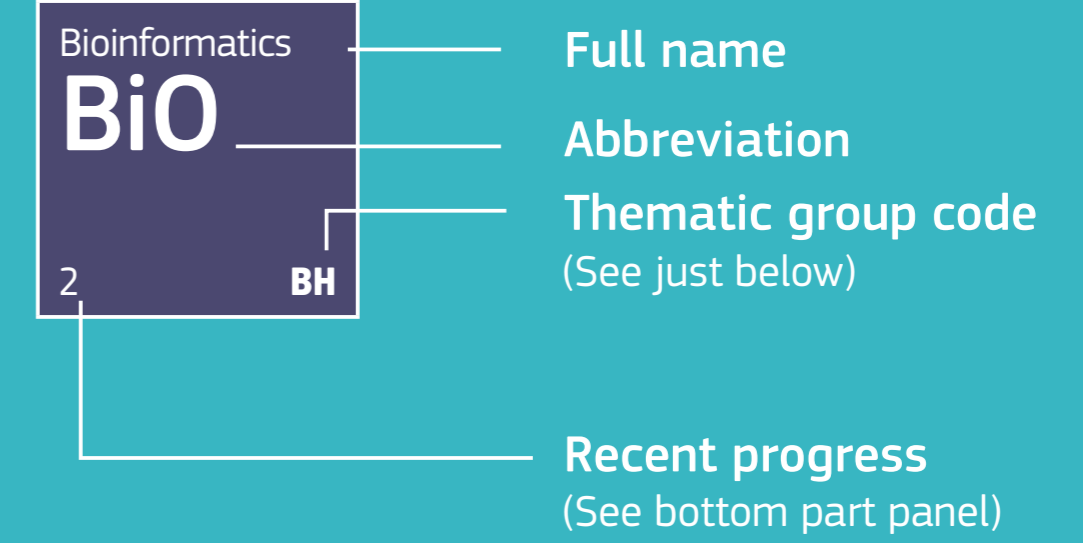 Bioinformatics
BiO
2
BH
Full name
Abbreviation
Thematic group code
(See just below)
Recent progress
(See bottom part panel)